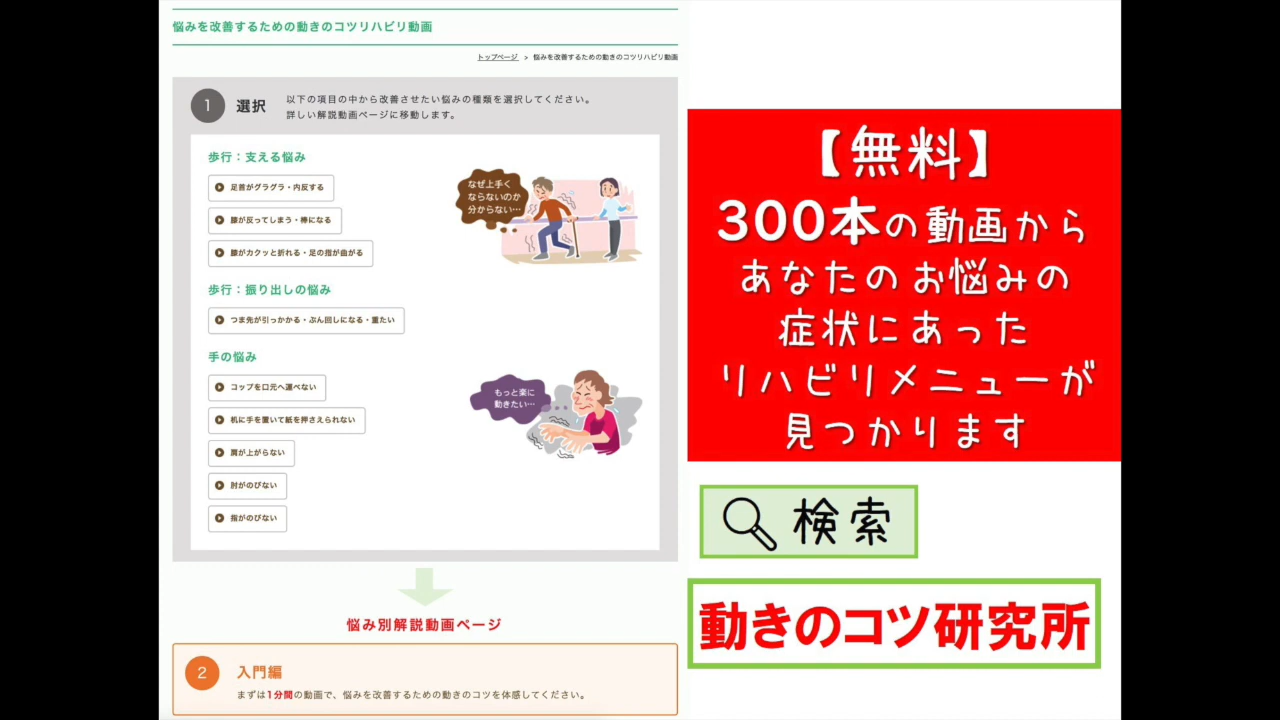 悩みを改善するための動きのコツリハビリ動画
トップページ > 悩みを改善するための動きのコツリハビリ動画
1 選択
以下の項目の中から改善させたい悩みの種類を選択してください。
詳しい解説動画ページに移動します。
歩行：支える悩み
足首がグラグラ・内反する
膝が反ってしまう・棒になる
膝がカクッと折れる・足の指が曲がる
なぜ上手く
ならないのか
分からない…
歩行：振り出しの悩み
つま先が引っかかる・ぶん回しになる・重たい
手の悩み
コップを口元へ運べない
机に手を置いて紙を押さえられない
肩が上がらない
肘がのびない
指がのびない
もっと楽に
動きたい…
悩み別解説動画ページ
2 入門編
まずは1分間の動画で、悩みを改善するための動きのコツを体感してください。
【無料】
300本の動画から
あなたのお悩みの
症状にあった
リハビリメニューが
見つかります
検索
動きのコツ研究所